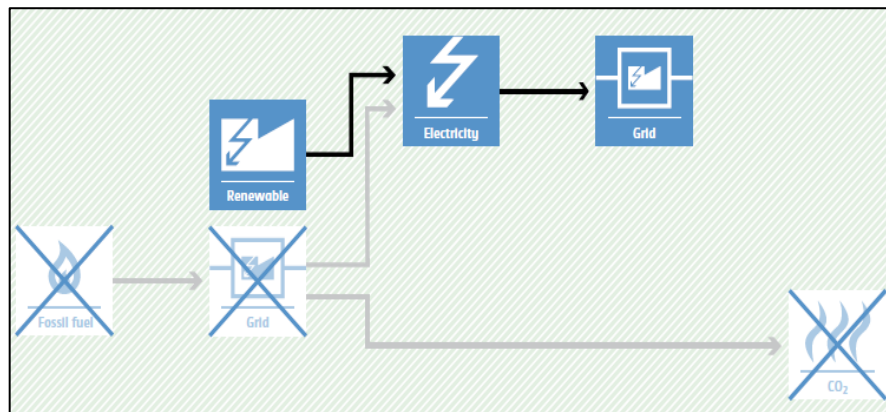 Electricity
Grid
Renewable
Fossil fuel
Grid
CO₂